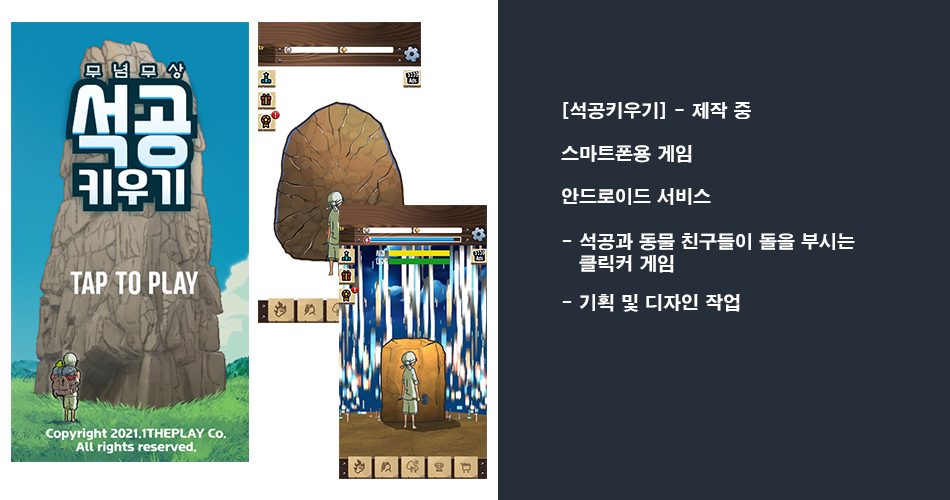 무념무상
석공
키우기
TAP TO PLAY
Copyright 2021.1THEPLAY Co.
All rights reserved.
Ads
Ads
[석공키우기] - 제작 중
스마트폰용 게임
안드로이드 서비스
- 석공과 동물 친구들이 돌을 부시는
클릭커 게임
- 기획 및 디자인 작업